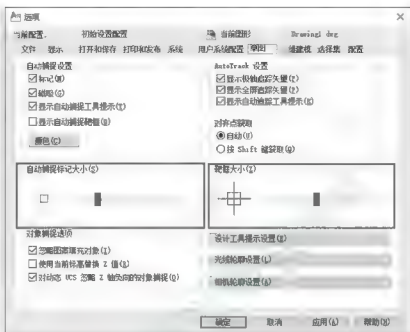 选项
当前配置: 初始设置配置 当前图形: Drawing1.dwg
文件 显示 打开和保存 打印和发布 系统 用户系统配置 草图 三维建模 选择集 配置
自动捕捉设置
标记(M)
磁吸(G)
显示自动捕捉工具提示(T)
显示自动捕捉靶框(B)
颜色(C)
AutoTrack 设置
显示极轴追踪矢量(P)
显示全屏追踪矢量(F)
显示自动追踪工具提示(K)
对齐点获取
自动(U)
按 Shift 键获取(Q)
自动捕捉标记大小(S)
靶框大小(Z)
对象捕捉选项
忽略图案填充对象(I)
使用当前标高替换 Z 值(R)
对动态 UCS 忽略 Z 轴负向的对象捕捉(O)
设计工具提示设置(E)
光线轮廓设置(L)
相机轮廓设置(A)
确定 取消 应用(A) 帮助(H)